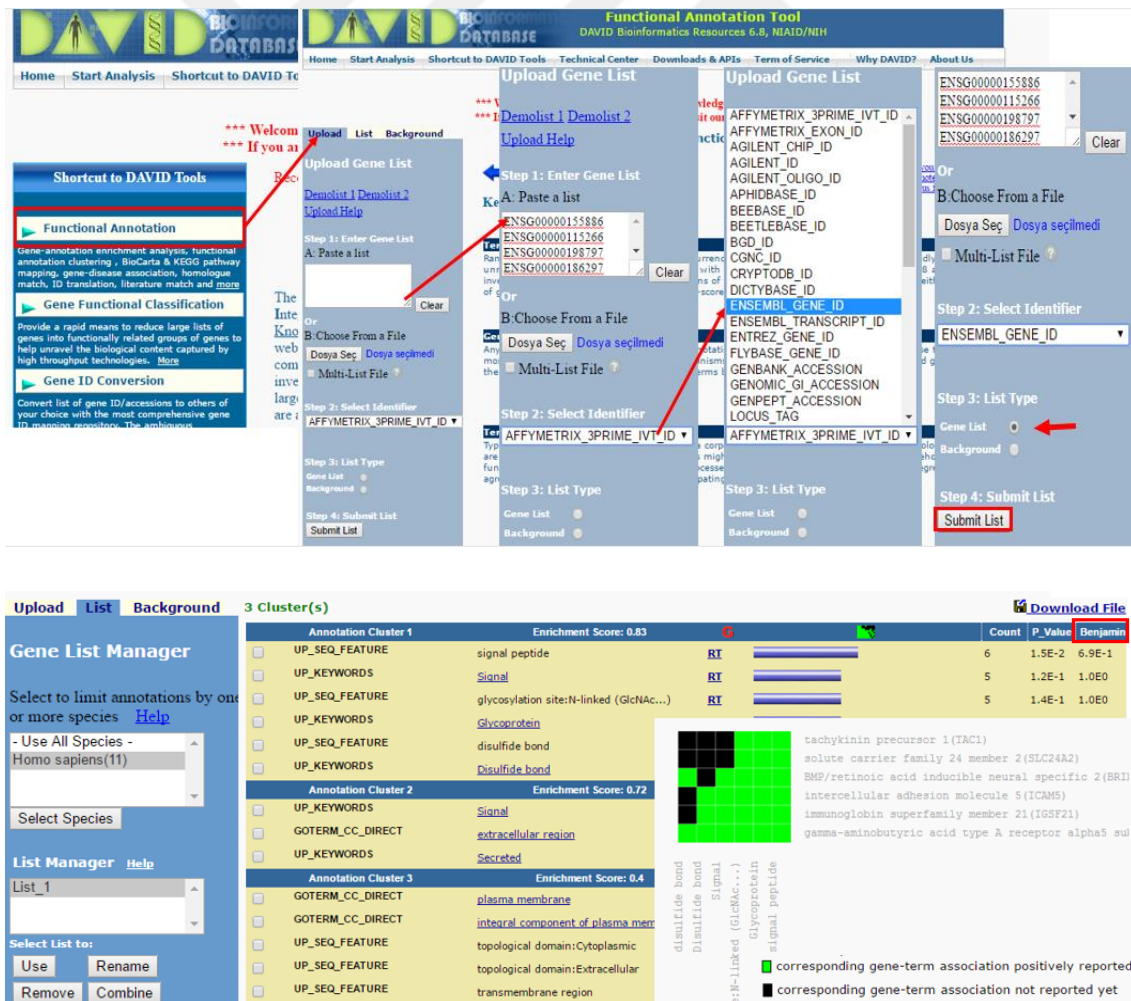 DAVID BIOINFORMATICS
DATABASE
Functional Annotation Tool
DAVID Bioinformatics Resources 6.8, NIAID/NIH
Home Start Analysis Shortcut to DAVID
Home Start Analysis Shortcut to DAVID Tools Technical Center Downloads & APIs Term of Service Why DAVID? About Us
*** Welcom
*** If you
Shortcut to DAVID Tools
Functional Annotation
Gene-annotation enrichment analysis, functional
annotation clustering , BioCarta & KEGG pathway
mapping, gene-disease association, homologue
match, ID translation, literature match and more
Gene Functional Classification
Provide a rapid means to reduce large lists of
genes into functionally related groups of genes to
help unravel the biological content captured by
high throughput technologies. More
Gene ID Conversion
Convert list of gene ID/accessions to others of
your choice with the most comprehensive gene
ID mapping repository. The ambiguous
Upload List Background
Upload Gene List
Demolist 1 Demolist 2
Upload Help
Step 1: Enter Gene List
A: Paste a list
Clear
Or
B:Choose From a File
Dosya Seç Dosya seçilmedi
Multi-List File
Step 2: Select Identifier
AFFYMETRIX_3PRIME_IVT_ID
Step 3: List Type
Gene List
Background
Step 4: Submit List
Submit List
Upload Gene List
Demolist 1 Demolist 2
Upload Help
Step 1: Enter Gene List
A: Paste a list
ENSG00000155886
ENSG00000115266
ENSG00000198797
ENSG00000186297
Clear
Or
B:Choose From a File
Dosya Seç Dosya seçilmedi
Multi-List File
Step 2: Select Identifier
AFFYMETRIX_3PRIME_IVT_ID
Step 3: List Type
Gene List
Background
Upload Gene List
AFFYMETRIX_3PRIME_IVT_ID
AFFYMETRIX_EXON_ID
AGILENT_CHIP_ID
AGILENT_ID
AGILENT_OLIGO_ID
APHIDBASE_ID
BEEBASE_ID
BEETLEBASE_ID
BGD_ID
CGNC_ID
CRYPTODB_ID
DICTYBASE_ID
ENSEMBL_GENE_ID
ENSEMBL_TRANSCRIPT_ID
ENTREZ_GENE_ID
FLYBASE_GENE_ID
GENBANK_ACCESSION
GENOMIC_GI_ACCESSION
GENPEPT_ACCESSION
LOCUS_TAG
AFFYMETRIX_3PRIME_IVT_ID
Step 3: List Type
Gene List
Background
ENSG00000155886
ENSG00000115266
ENSG00000198797
ENSG00000186297
Clear
Or
B:Choose From a File
Dosya Seç Dosya seçilmedi
Multi-List File
Step 2: Select Identifier
ENSEMBL_GENE_ID
Step 3: List Type
Gene List
Background
Step 4: Submit List
Submit List
Upload List Background
Gene List Manager
Select to limit annotations by one
or more species Help
- Use All Species -
Homo sapiens(11)
Select Species
List Manager Help
List_1
Select List to:
Use Rename
Remove Combine
3 Cluster(s) Download File
Annotation Cluster 1 Enrichment Score: 0.83 G Count P_Value Benjamin
UP_SEQ_FEATURE signal peptide RT 6 1.5E-2 6.9E-1
UP_KEYWORDS Signal RT 5 1.2E-1 1.0E0
UP_SEQ_FEATURE glycosylation site:N-linked (GlcNAc...) RT 5 1.4E-1 1.0E0
UP_KEYWORDS Glycoprotein
UP_SEQ_FEATURE disulfide bond
UP_KEYWORDS Disulfide bond
Annotation Cluster 2 Enrichment Score: 0.72
UP_KEYWORDS Signal
GOTERM_CC_DIRECT extracellular region
UP_KEYWORDS Secreted
Annotation Cluster 3 Enrichment Score: 0.4
GOTERM_CC_DIRECT plasma membrane
GOTERM_CC_DIRECT integral component of plasma mem
UP_SEQ_FEATURE topological domain:Cytoplasmic
UP_SEQ_FEATURE topological domain:Extracellular
UP_SEQ_FEATURE transmembrane region
tachykinin precursor 1(TAC1)
solute carrier family 24 member 2(SLC24A2)
BMP/retinoic acid inducible neural specific 2(BRI
intercellular adhesion molecule 5(ICAM5)
immunoglobin superfamily member 21(IGSF21)
gamma-aminobutyric acid type A receptor alpha5 su
disulfide bond
Disulfide bond
Signal
e:N-linked (GlcNAc...)
Glycoprotein
signal peptide
corresponding gene-term association positively reported
corresponding gene-term association not reported yet